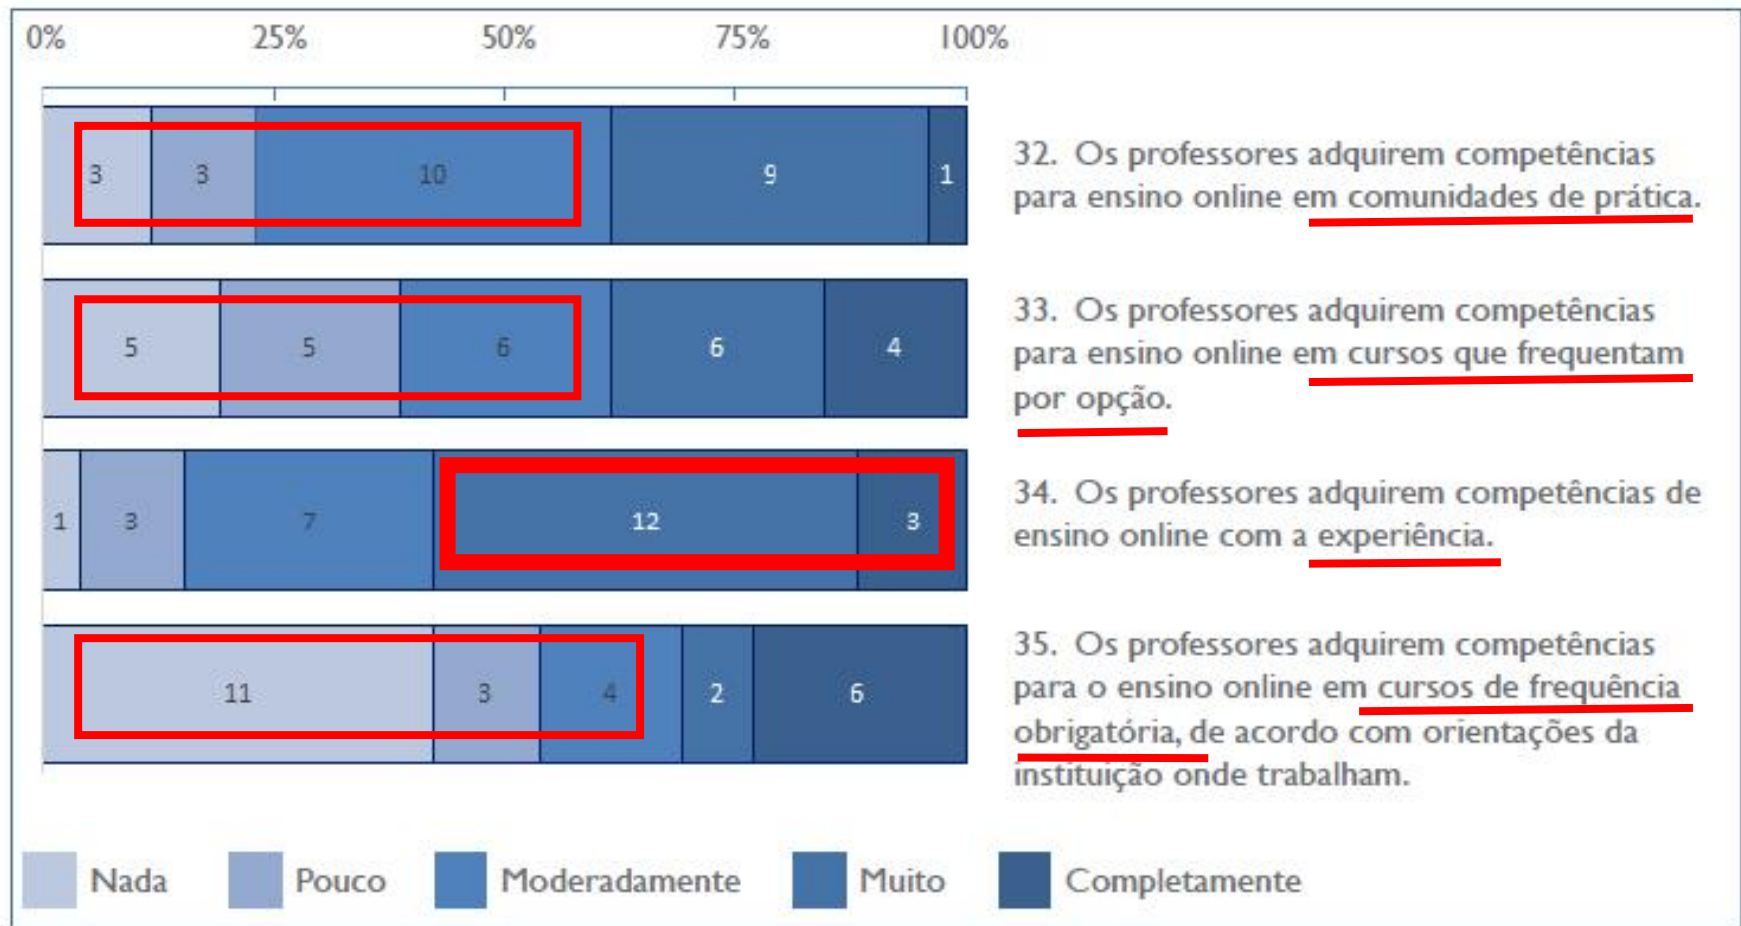 0% 25% 50% 75% 100%
3 3 10 9 1
32. Os professores adquirem competências
para ensino online em comunidades de prática.
5 5 6 6 4
33. Os professores adquirem competências
para ensino online em cursos que frequentam
por opção.
1 3 7 12 3
34. Os professores adquirem competências de
ensino online com a experiência.
11 3 4 2 6
35. Os professores adquirem competências
para o ensino online em cursos de frequência
obrigatória, de acordo com orientações da
instituição onde trabalham.
Nada Pouco Moderadamente Muito Completamente